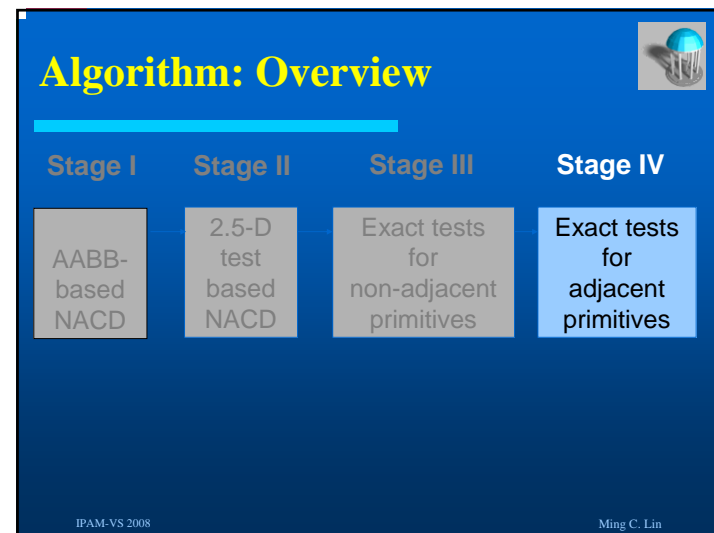 Algorithm: Overview
Stage I
Stage II
Stage III
Stage IV
AABB-
based
NACD
2.5-D
test
based
NACD
Exact tests
for
non-adjacent
primitives
Exact tests
for
adjacent
primitives
IPAM-VS 2008
Ming C. Lin